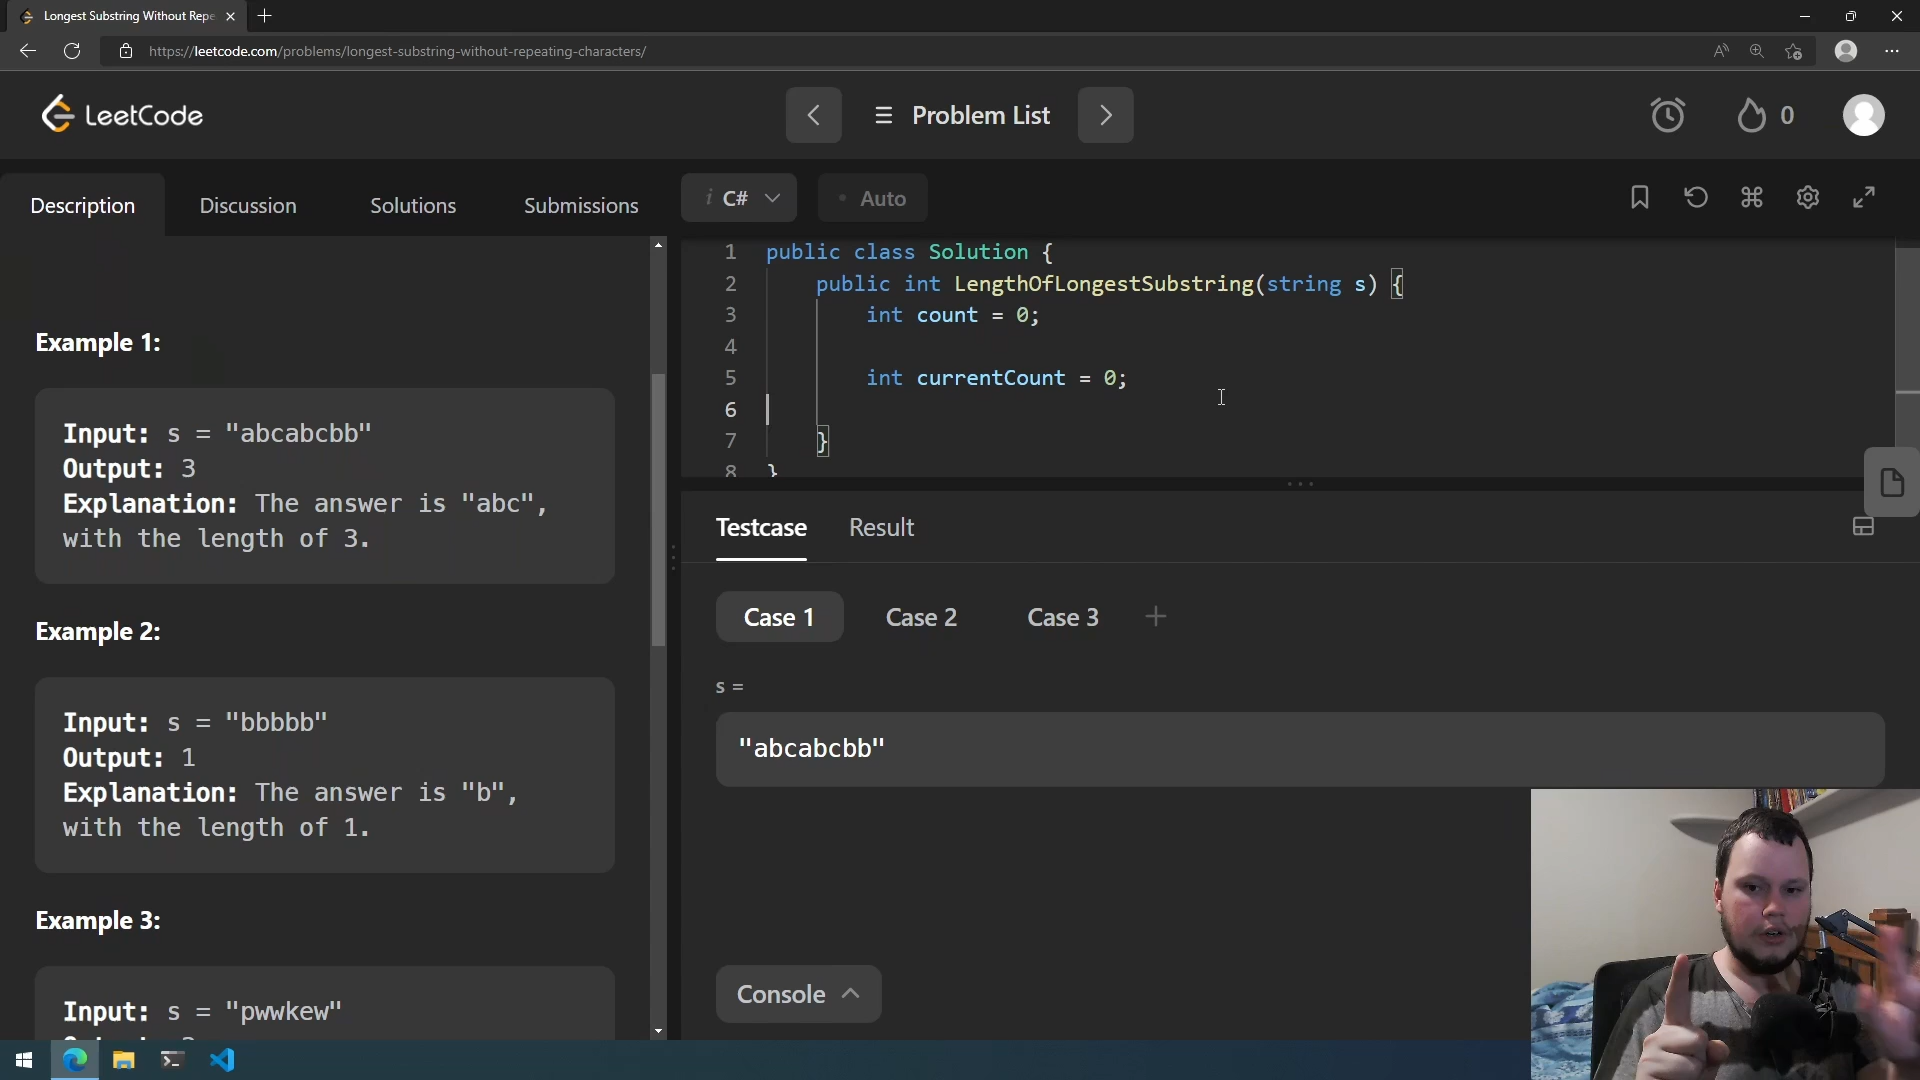 Longest Substring Without Repe
https://leetcode.com/problems/longest-substring-without-repeating-characters/
LeetCode
Problem List
0
Description
Discussion
Solutions
Submissions
i C#
Auto
Example 1:
Input: s = "abcabcbb"
Output: 3
Explanation: The answer is "abc",
with the length of 3.
Example 2:
Input: s = "bbbbb"
Output: 1
Explanation: The answer is "b",
with the length of 1.
Example 3:
Input: s = "pwwkew"
1 public class Solution {
2 public int LengthOfLongestSubstring(string s) {
3 int count = 0;
4
5 int currentCount = 0;
6
7 }
8 }
Testcase
Result
Case 1
Case 2
Case 3
s =
"abcabcbb"
Console